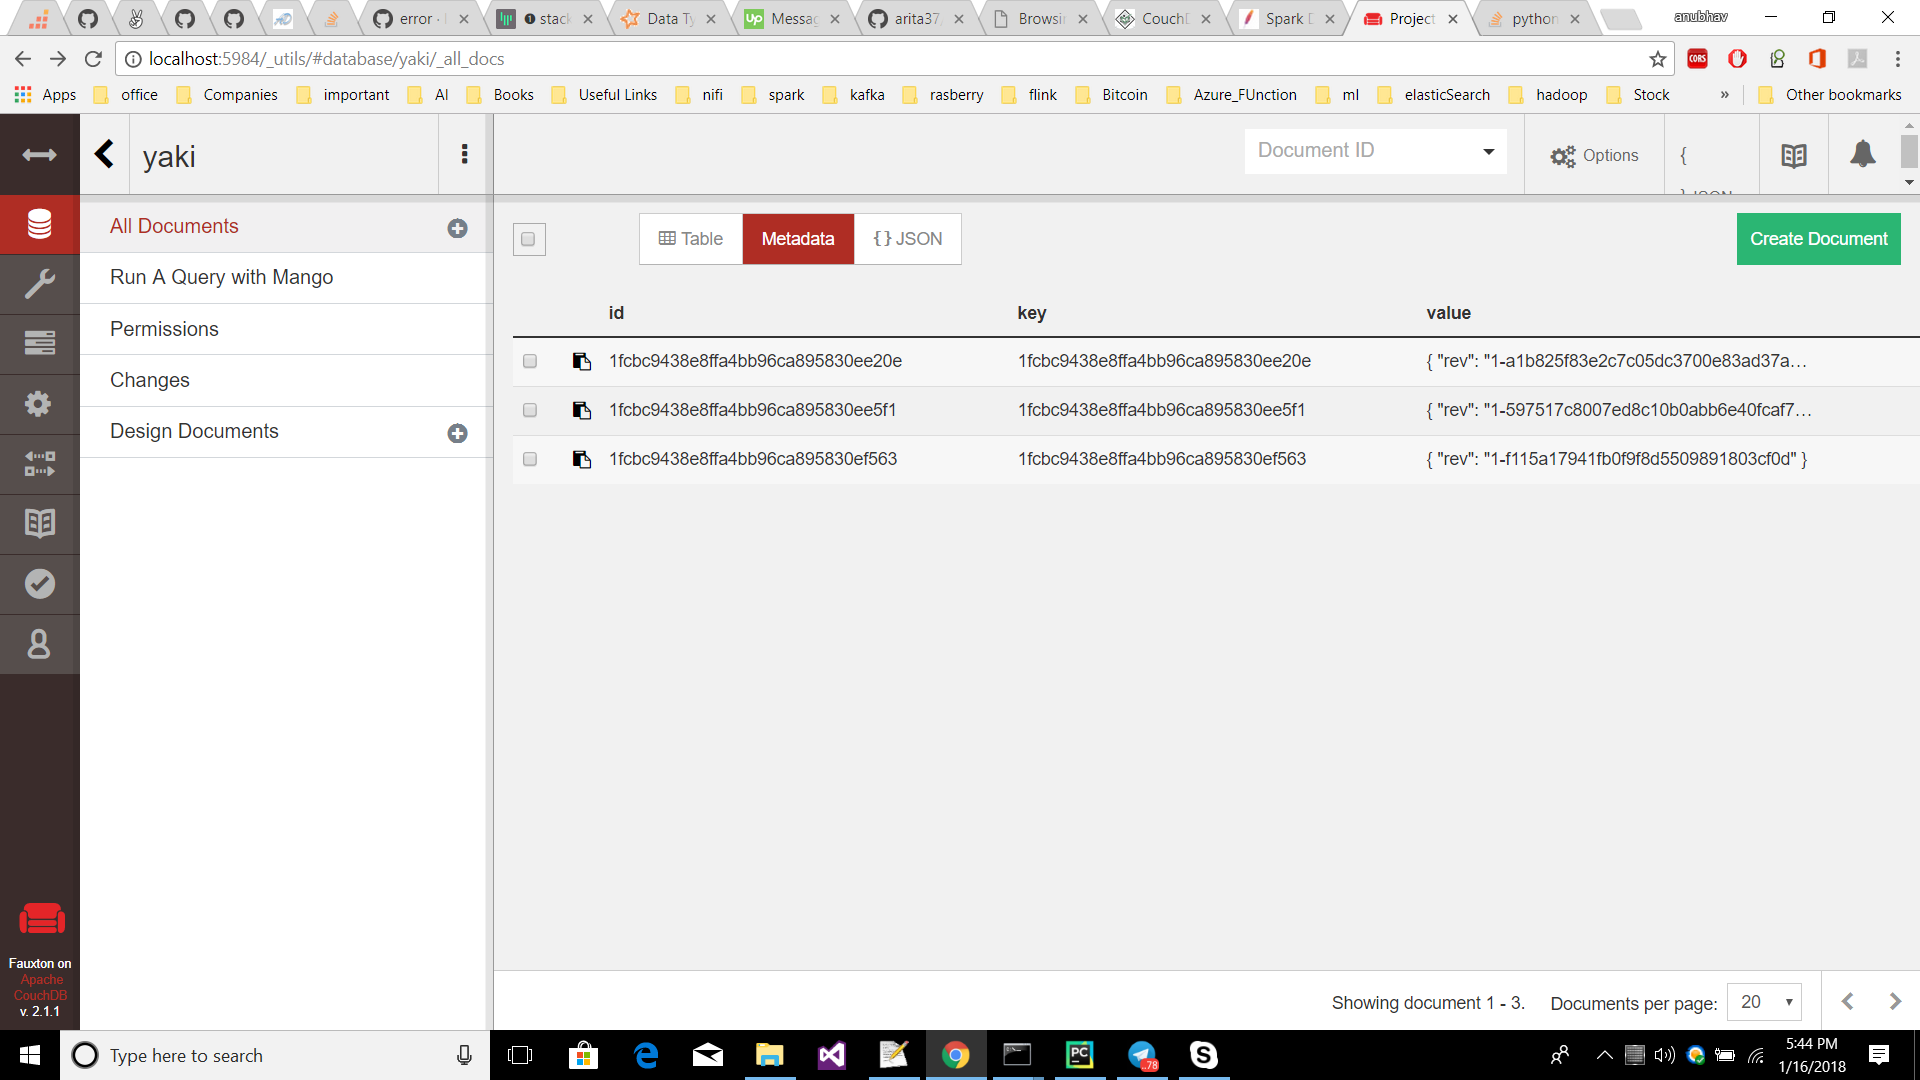 error -
stack
Data Ty
Messag
arita37
Browsi
CouchD
Spark D
Project
python
anubhav
localhost:5984/_utils/#database/yaki/_all_docs
CORS
Apps office Companies important AI Books Useful Links nifi spark kafka rasberry flink Bitcoin Azure_FUnction ml elasticSearch hadoop Stock » Other bookmarks
yaki
Document ID
Options
{
} JSON
All Documents
Run A Query with Mango
Permissions
Changes
Design Documents
Table
Metadata
{} JSON
Create Document
id key value
1fcbc9438e8ffa4bb96ca895830ee20e 1fcbc9438e8ffa4bb96ca895830ee20e { "rev": "1-a1b825f83e2c7c05dc3700e83ad37a...
1fcbc9438e8ffa4bb96ca895830ee5f1 1fcbc9438e8ffa4bb96ca895830ee5f1 { "rev": "1-597517c8007ed8c10b0abb6e40fcaf7...
1fcbc9438e8ffa4bb96ca895830ef563 1fcbc9438e8ffa4bb96ca895830ef563 { "rev": "1-f115a17941fb0f9f8d5509891803cf0d" }
Fauxton on
Apache
CouchDB
v. 2.1.1
Showing document 1 - 3.
Documents per page: 20
Type here to search
PC
..78
5:44 PM
1/16/2018